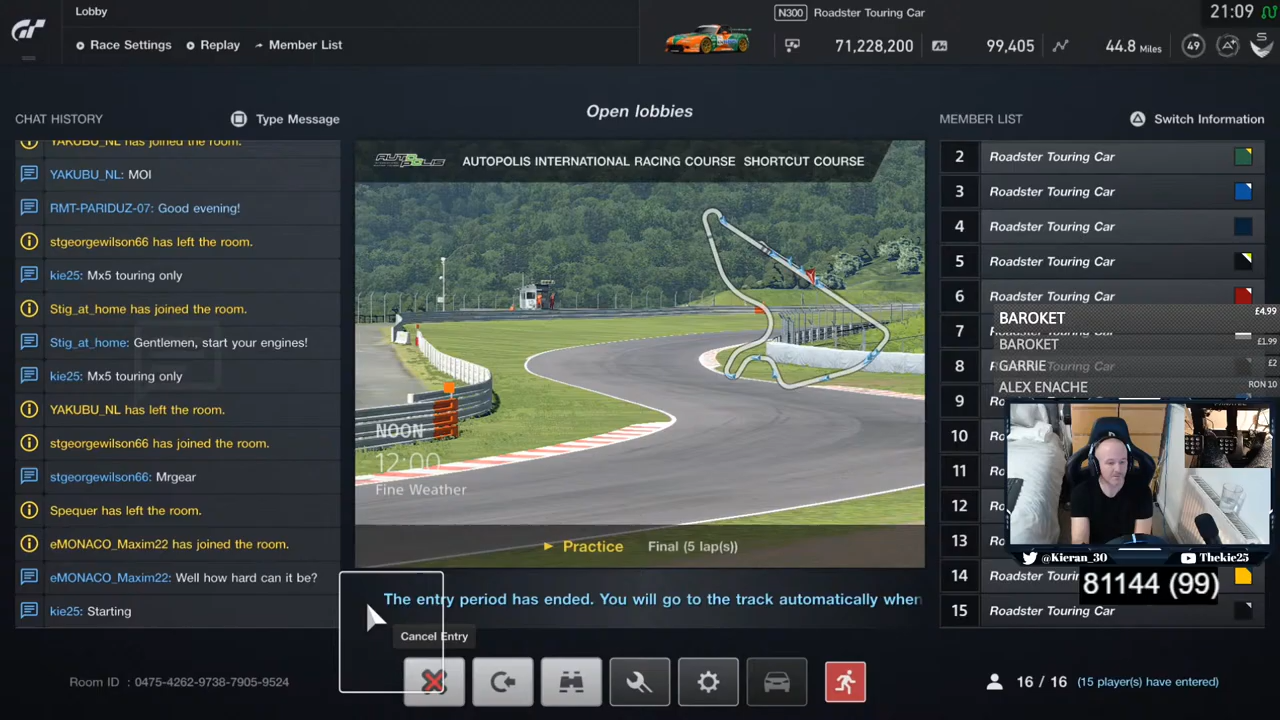 Lobby
Race Settings
Replay
Member List
N300
Roadster Touring Car
71,228,200
99,405
44.8 Miles
49
21:09
S
CHAT HISTORY
Type Message
YAKUBU_NL has joined the room.
YAKUBU_NL: MOI
RMT-PARIDUZ-07: Good evening!
stgeorgewilson66 has left the room.
kie25: Mx5 touring only
Stig_at_home has joined the room.
Stig_at_home: Gentlemen, start your engines!
kie25: Mx5 touring only
YAKUBU_NL has left the room.
stgeorgewilson66 has joined the room.
stgeorgewilson66: Mrgear
Spequer has left the room.
eMONACO_Maxim22 has joined the room.
eMONACO_Maxim22: Well how hard can it be?
kie25: Starting
Room ID : 0475-4262-9738-7905-9524
Open lobbies
AUTOPOLIS
AUTOPOLIS INTERNATIONAL RACING COURSE SHORTCUT COURSE
NOON
12:00
Fine Weather
Practice
Final (5 lap(s))
The entry period has ended. You will go to the track automatically when
Cancel Entry
MEMBER LIST
Switch Information
2 Roadster Touring Car
3 Roadster Touring Car
4 Roadster Touring Car
5 Roadster Touring Car
6 Roadster Touring Car
7
8
9
10
11
12
13
14 Roadster Touring Car
15 Roadster Touring Car
BAROKET £4.99
BAROKET £1.99
GARRIE £2
ALEX ENACHE RON 10
@Kieran_30
Thekie25
81144 (99)
16 / 16
(15 player(s) have entered)